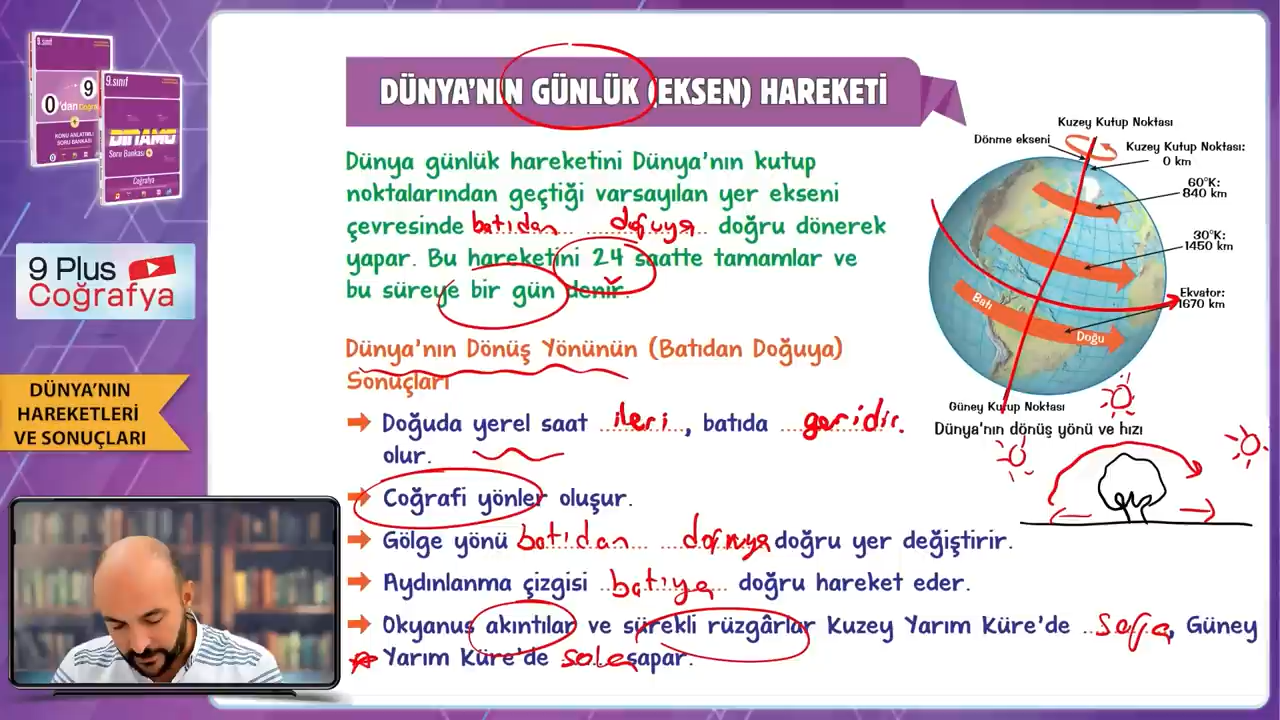 9.sınıf
0'dan
9
Coğrafya
KONU ANLATIMLI
SORU BANKASI
9.sınıf
DİNAMO
Soru Bankası
Coğrafya
9 Plus
Coğrafya
DÜNYA'NIN
HAREKETLERİ
VE SONUÇLARI
DÜNYA'NIN GÜNLÜK (EKSEN) HAREKETİ
Dünya günlük hareketini Dünya'nın kutup
noktalarından geçtiği varsayılan yer ekseni
çevresinde batıdan doğuya doğru dönerek
yapar. Bu hareketini 24 saatte tamamlar ve
bu süreye bir gün denir.
Dünya'nın Dönüş Yönünün (Batıdan Doğuya)
Sonuçları
Doğuda yerel saat ileri, batıda geridir.
olur.
Coğrafi yönler oluşur.
Gölge yönü batıdan doğuya doğru yer değiştirir.
Aydınlanma çizgisi batıya doğru hareket eder.
Okyanus akıntılar ve sürekli rüzgârlar Kuzey Yarım Küre'de sağa, Güney
Yarım Küre'de sola sapar.
Kuzey Kutup Noktası
Dönme ekseni
Kuzey Kutup Noktası:
0 km
60°K:
840 km
30°K:
1450 km
Ekvator:
1670 km
Batı
Doğu
Güney Kutup Noktası
Dünya'nın dönüş yönü ve hızı